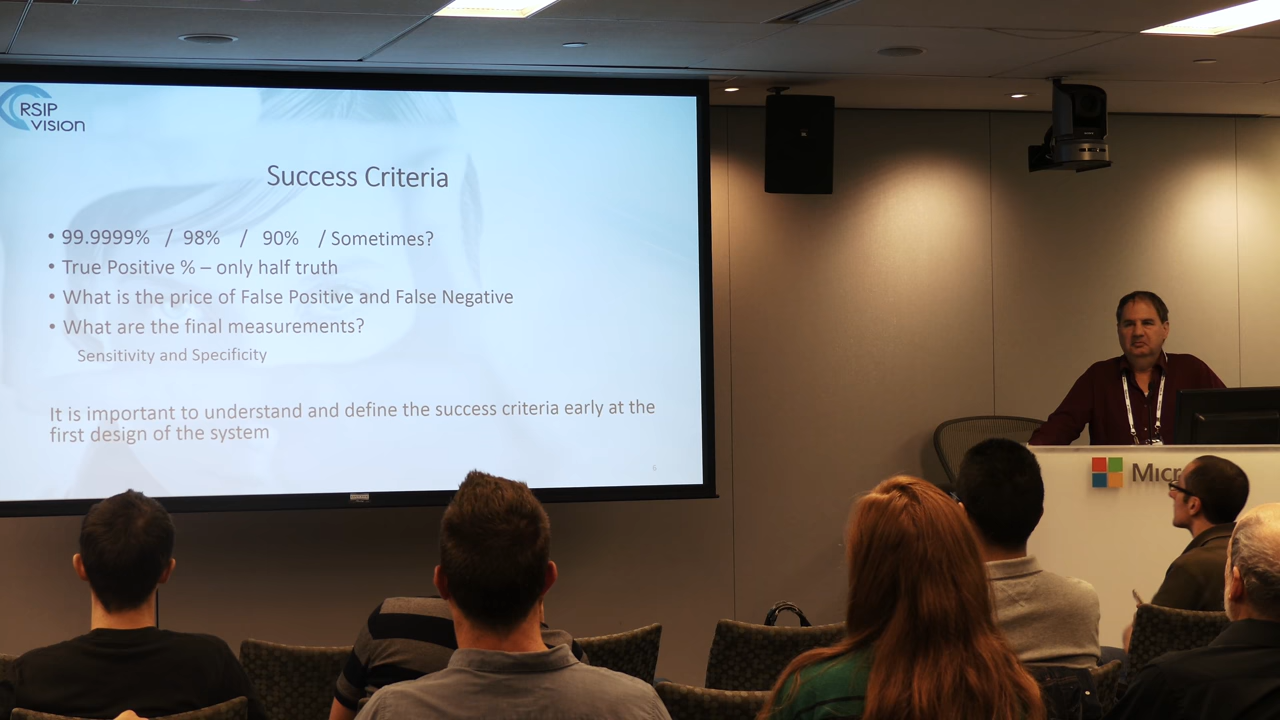 RSIP
VISION
Success Criteria
• 99.9999% / 98% / 90% / Sometimes?
• True Positive % – only half truth
• What is the price of False Positive and False Negative
• What are the final measurements?
Sensitivity and Specificity
It is important to understand and define the success criteria early at the
first design of the system